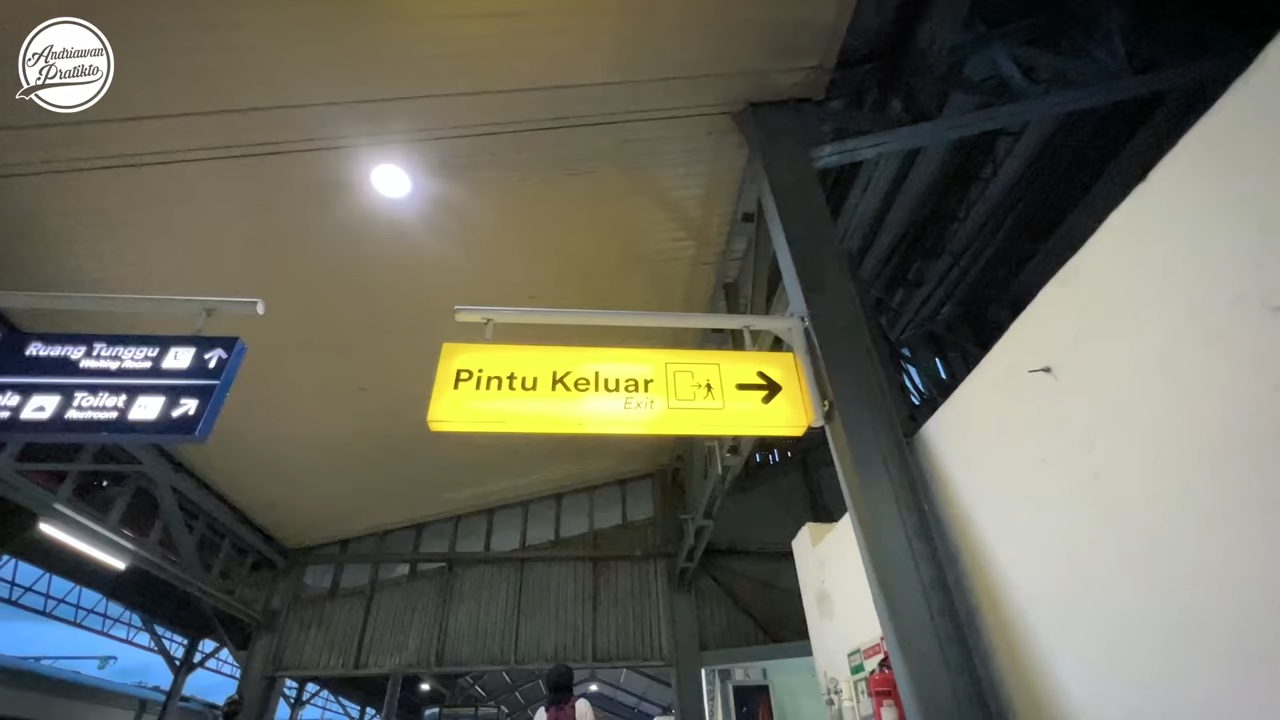 Andriawan
Pratikto
Ruang Tunggu
Waiting Room
Toilet
Restroom
Pintu Keluar
Exit